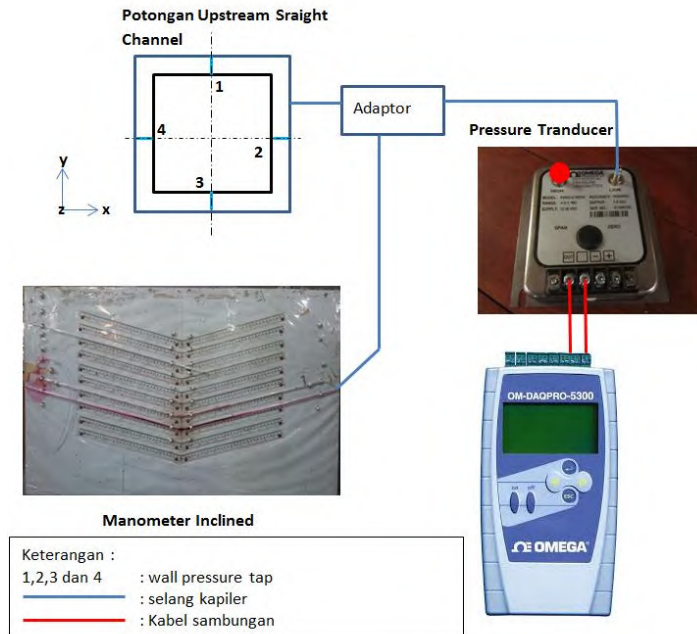 Potongan Upstream Sraight
Channel
1
4
2
3
y
z
x
Adaptor
Pressure Tranducer
OMEGA
SPAN
ZERO
OUT
OM-DAQPRO-5300
ESC
OMEGA
Manometer Inclined
Keterangan :
1,2,3 dan 4 : wall pressure tap
: selang kapiler
: Kabel sambungan